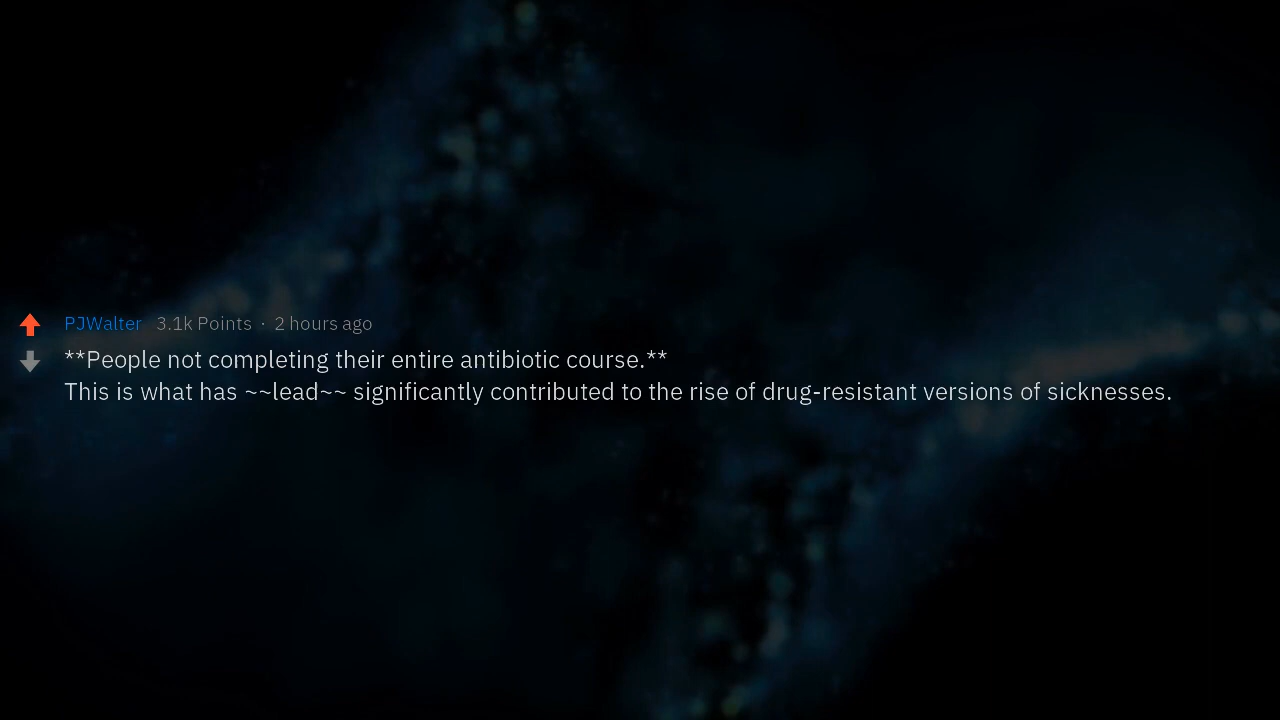 PJWalter 3.1k Points · 2 hours ago
**People not completing their entire antibiotic course.**
This is what has ~~lead~~ significantly contributed to the rise of drug-resistant versions of sicknesses.